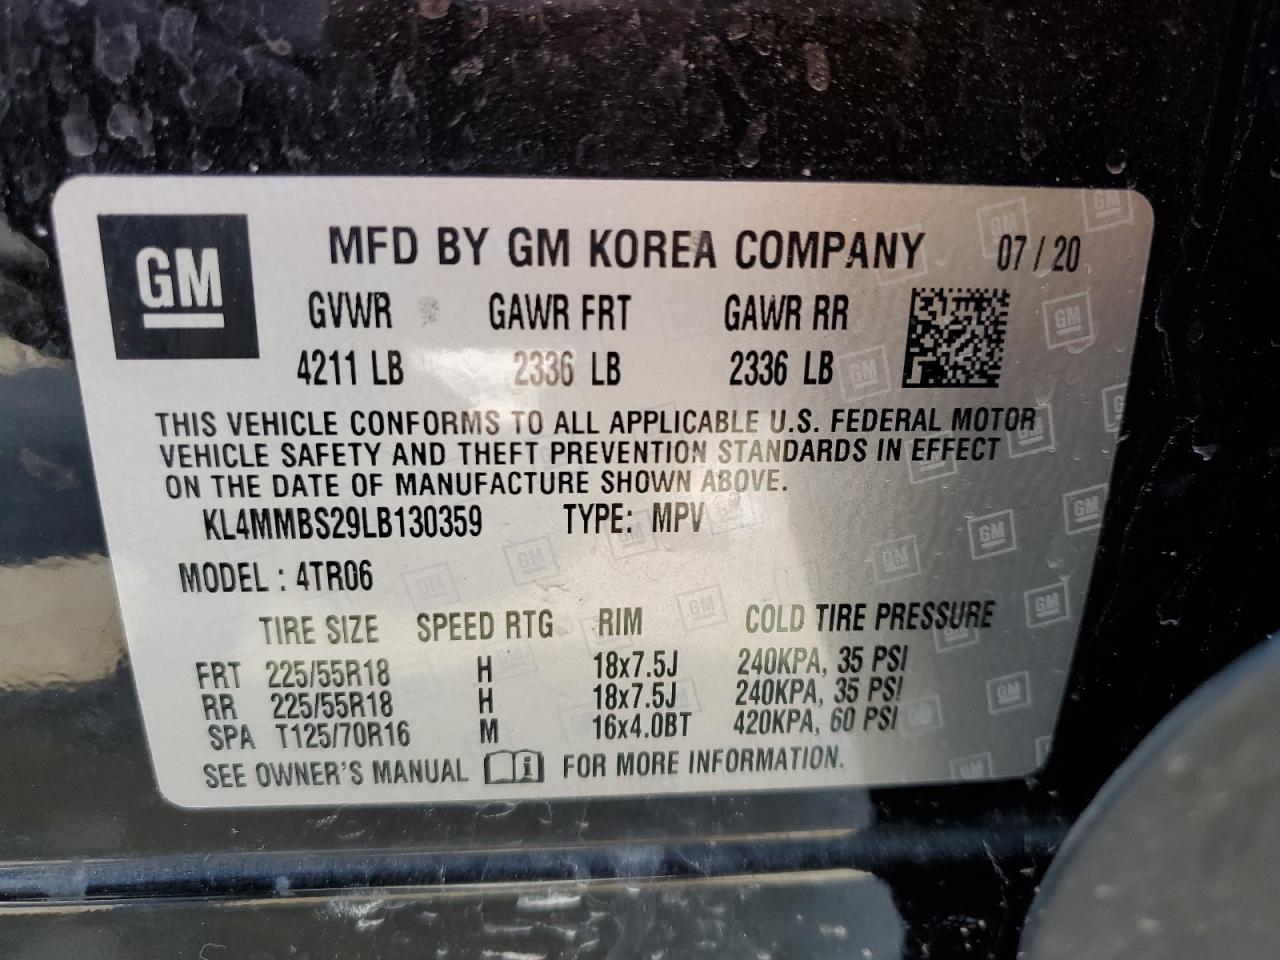 GM
MFD BY GM KOREA COMPANY 07 / 20
GVWR GAWR FRT GAWR RR
4211 LB 2336 LB 2336 LB
THIS VEHICLE CONFORMS TO ALL APPLICABLE U.S. FEDERAL MOTOR
VEHICLE SAFETY AND THEFT PREVENTION STANDARDS IN EFFECT
ON THE DATE OF MANUFACTURE SHOWN ABOVE.
KL4MMBS29LB130359 TYPE: MPV
MODEL : 4TR06
TIRE SIZE SPEED RTG RIM COLD TIRE PRESSURE
FRT 225/55R18 H 18x7.5J 240KPA, 35 PSI
RR 225/55R18 H 18x7.5J 240KPA, 35 PSI
SPA T125/70R16 M 16x4.0BT 420KPA, 60 PSI
SEE OWNER'S MANUAL FOR MORE INFORMATION.